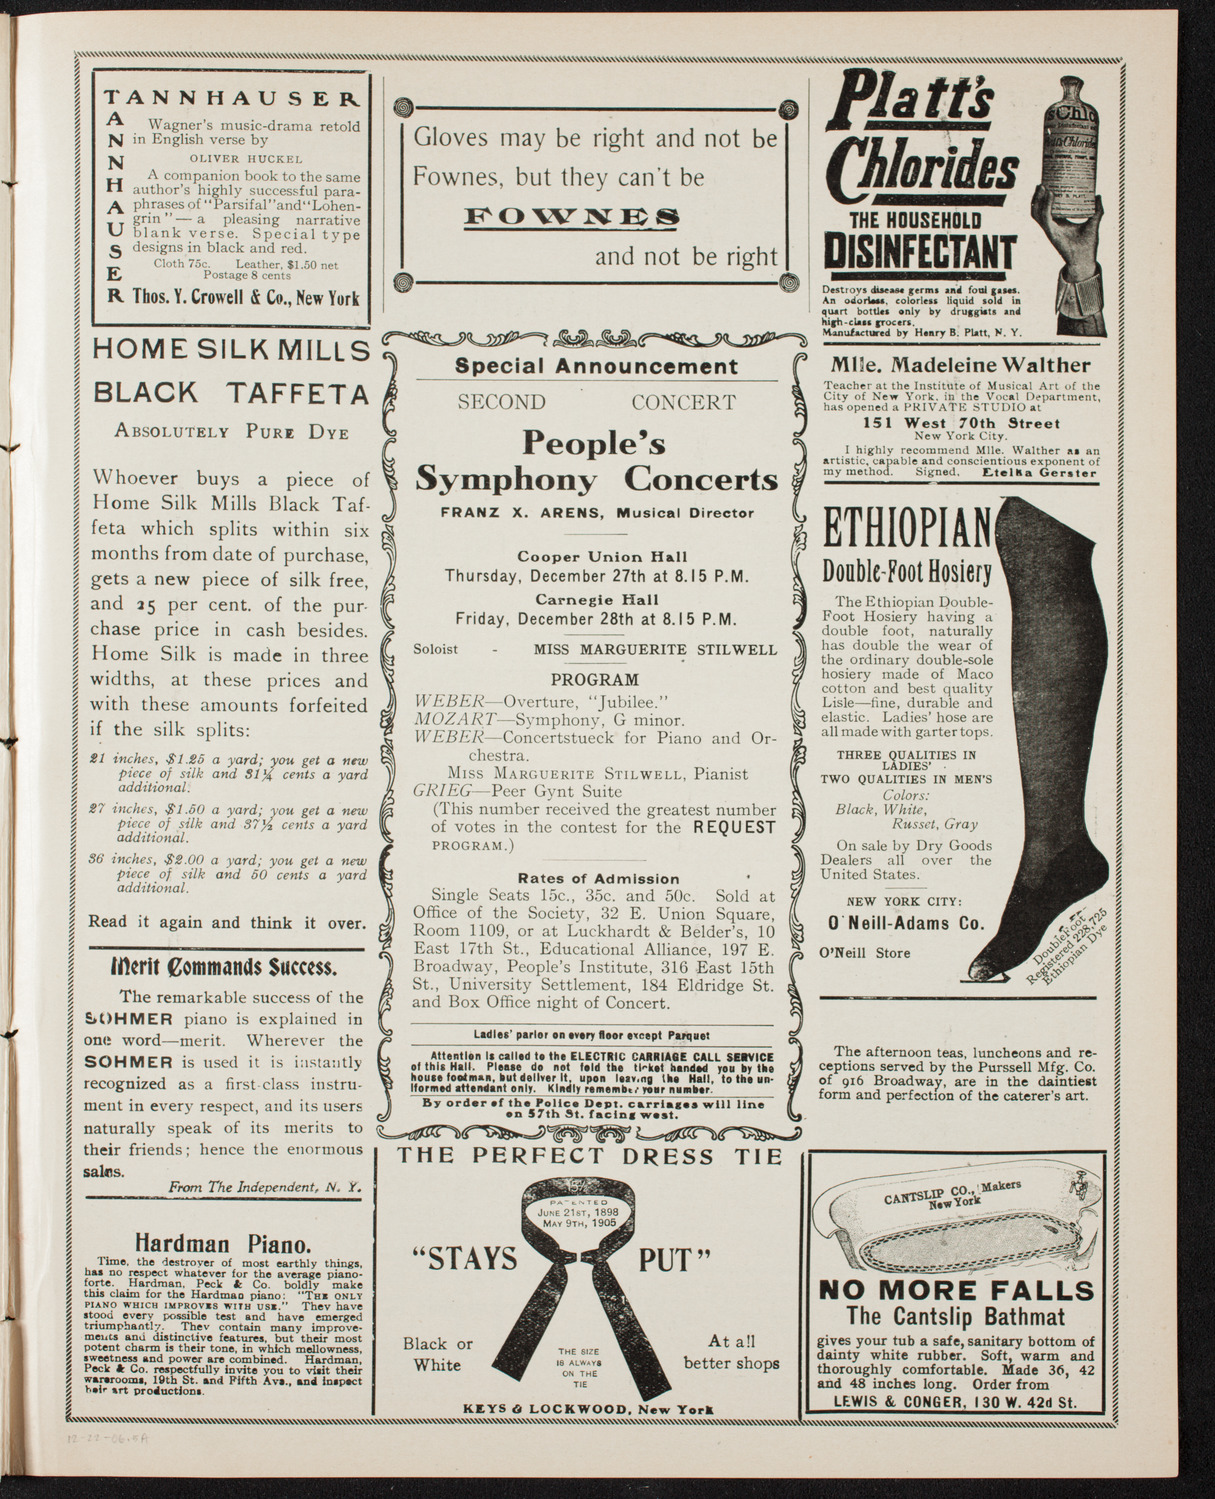 TANNHAUSER
TANNHAUSER
Wagner's music-drama retold
in English verse by
OLIVER HUCKEL
A companion book to the same
author's highly successful para-
phrases of "Parsifal" and "Lohen-
grin" — a pleasing narrative
blank verse. Special type
designs in black and red.
Cloth 75c. Leather, $1.50 net
Postage 8 cents
Thos. Y. Crowell & Co., New York
HOME SILK MILLS
BLACK TAFFETA
ABSOLUTELY PURE DYE
Whoever buys a piece of
Home Silk Mills Black Taf-
feta which splits within six
months from date of purchase,
gets a new piece of silk free,
and 25 per cent. of the pur-
chase price in cash besides.
Home Silk is made in three
widths, at these prices and
with these amounts forfeited
if the silk splits:
21 inches, $1.25 a yard; you get a new
piece of silk and 31¼ cents a yard
additional.
27 inches, $1.50 a yard; you get a new
piece of silk and 37½ cents a yard
additional.
36 inches, $2.00 a yard; you get a new
piece of silk and 50 cents a yard
additional.
Read it again and think it over.
Merit Commands Success.
The remarkable success of the
SOHMER piano is explained in
one word—merit. Wherever the
SOHMER is used it is instantly
recognized as a first-class instru-
ment in every respect, and its users
naturally speak of its merits to
their friends; hence the enormous
sales.
From The Independent, N. Y.
Hardman Piano.
Time, the destroyer of most earthly things,
has no respect whatever for the average piano-
forte. Hardman, Peck & Co. boldly make
this claim for the Hardman piano: "THE ONLY
PIANO WHICH IMPROVES WITH USE." They have
stood every possible test and have emerged
triumphantly. They contain many improve-
ments and distinctive features, but their most
potent charm is their tone, in which mellowness,
sweetness and power are combined. Hardman,
Peck & Co. respectfully invite you to visit their
warerooms, 19th St. and Fifth Ave., and inspect
heir art productions.
Gloves may be right and not be
Fownes, but they can't be
FOWNES
and not be right
Special Announcement
SECOND CONCERT
People's
Symphony Concerts
FRANZ X. ARENS, Musical Director
Cooper Union Hall
Thursday, December 27th at 8.15 P.M.
Carnegie Hall
Friday, December 28th at 8.15 P.M.
Soloist - MISS MARGUERITE STILWELL
PROGRAM
WEBER—Overture, "Jubilee."
MOZART—Symphony, G minor.
WEBER—Concertstueck for Piano and Or-
chestra.
MISS MARGUERITE STILWELL, Pianist
GRIEG—Peer Gynt Suite
(This number received the greatest number
of votes in the contest for the REQUEST
PROGRAM.)
Rates of Admission
Single Seats 15c., 35c. and 50c. Sold at
Office of the Society, 32 E. Union Square,
Room 1109, or at Luckhardt & Belder's, 10
East 17th St., Educational Alliance, 197 E.
Broadway, People's Institute, 316 East 15th
St., University Settlement, 184 Eldridge St.
and Box Office night of Concert.
Ladies' parlor on every floor except Parquet
Attention is called to the ELECTRIC CARRIAGE CALL SERVICE
of this Hall. Please do not fold the ticket handed you by the
house footman, but deliver it, upon leaving the Hall, to the un-
iformed attendant only. Kindly remember your number.
By order of the Police Dept. carriages will line
on 57th St. facing west.
THE PERFECT DRESS TIE
15½
PATENTED
JUNE 21ST, 1898
MAY 9TH, 1905
"STAYS PUT"
Black or
White
THE SIZE
IS ALWAYS
ON THE
TIE
At all
better shops
KEYS & LOCKWOOD, New York
Platt's
Chlorides
THE HOUSEHOLD
DISINFECTANT
Destroys disease germs and foul gases.
An odorless, colorless liquid sold in
quart bottles only by druggists and
high-class grocers.
Manufactured by Henry B. Platt, N. Y.
Mlle. Madeleine Walther
Teacher at the Institute of Musical Art of the
City of New York, in the Vocal Department,
has opened a PRIVATE STUDIO at
151 West 70th Street
New York City.
I highly recommend Mlle. Walther as an
artistic, capable and conscientious exponent of
my method. Signed. Etelka Gerster
ETHIOPIAN
Double-Foot Hosiery
The Ethiopian Double-
Foot Hosiery having a
double foot, naturally
has double the wear of
the ordinary double-sole
hosiery made of Maco
cotton and best quality
Lisle—fine, durable and
elastic. Ladies' hose are
all made with garter tops.
THREE QUALITIES IN
LADIES'
TWO QUALITIES IN MEN'S
Colors:
Black, White,
Russet, Gray
On sale by Dry Goods
Dealers all over the
United States.
NEW YORK CITY:
O'Neill-Adams Co.
O'Neill Store
DoubleFoot
Registered 228,725
Ethiopian Dye
The afternoon teas, luncheons and re-
ceptions served by the Purssell Mfg. Co.
of 916 Broadway, are in the daintiest
form and perfection of the caterer's art.
CANTSLIP CO., Makers
New York
NO MORE FALLS
The Cantslip Bathmat
gives your tub a safe, sanitary bottom of
dainty white rubber. Soft, warm and
thoroughly comfortable. Made 36, 42
and 48 inches long. Order from
LEWIS & CONGER, 130 W. 42d St.
12-22-06.5A